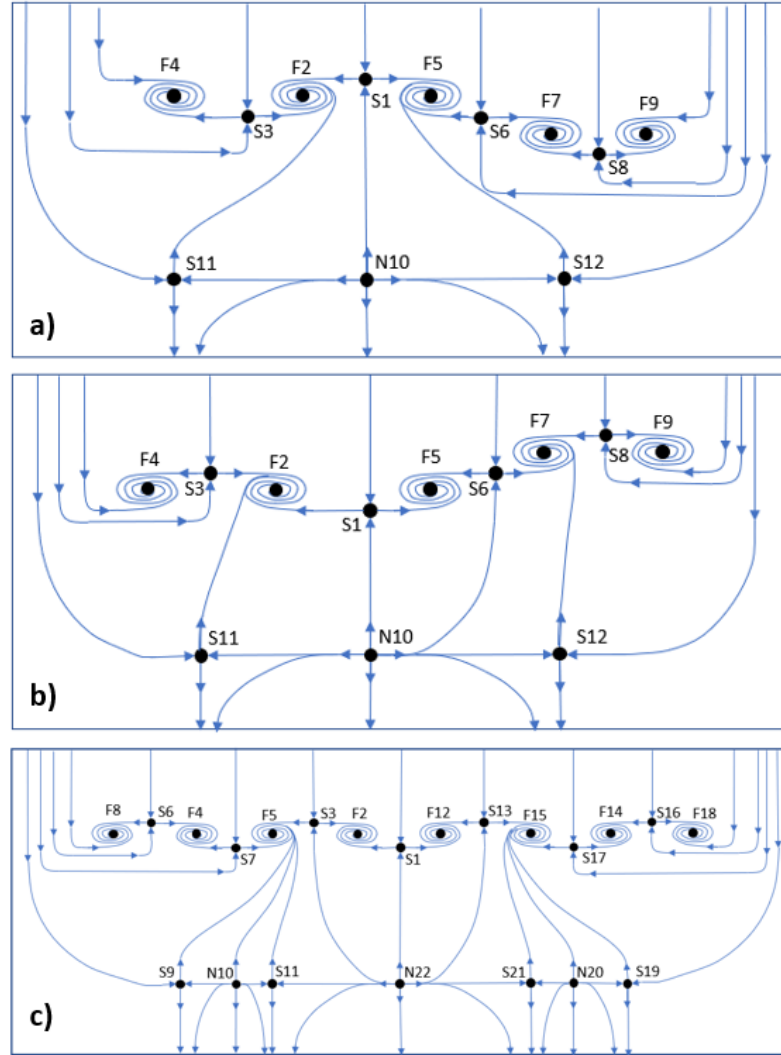 F4 F2 F5
S1 F7 F9
S3 S6
S8
S11 N10 S12
a)
F7 F9
F4 F2 F5 S8
S3 S6
S1
S11 N10 S12
b)
F8 S6 F4 F5 S3 F2 F12 S13 F15 F14 S16 F18
S7 S1 S17
S9 N10 S11 N22 S21 N20 S19
c)